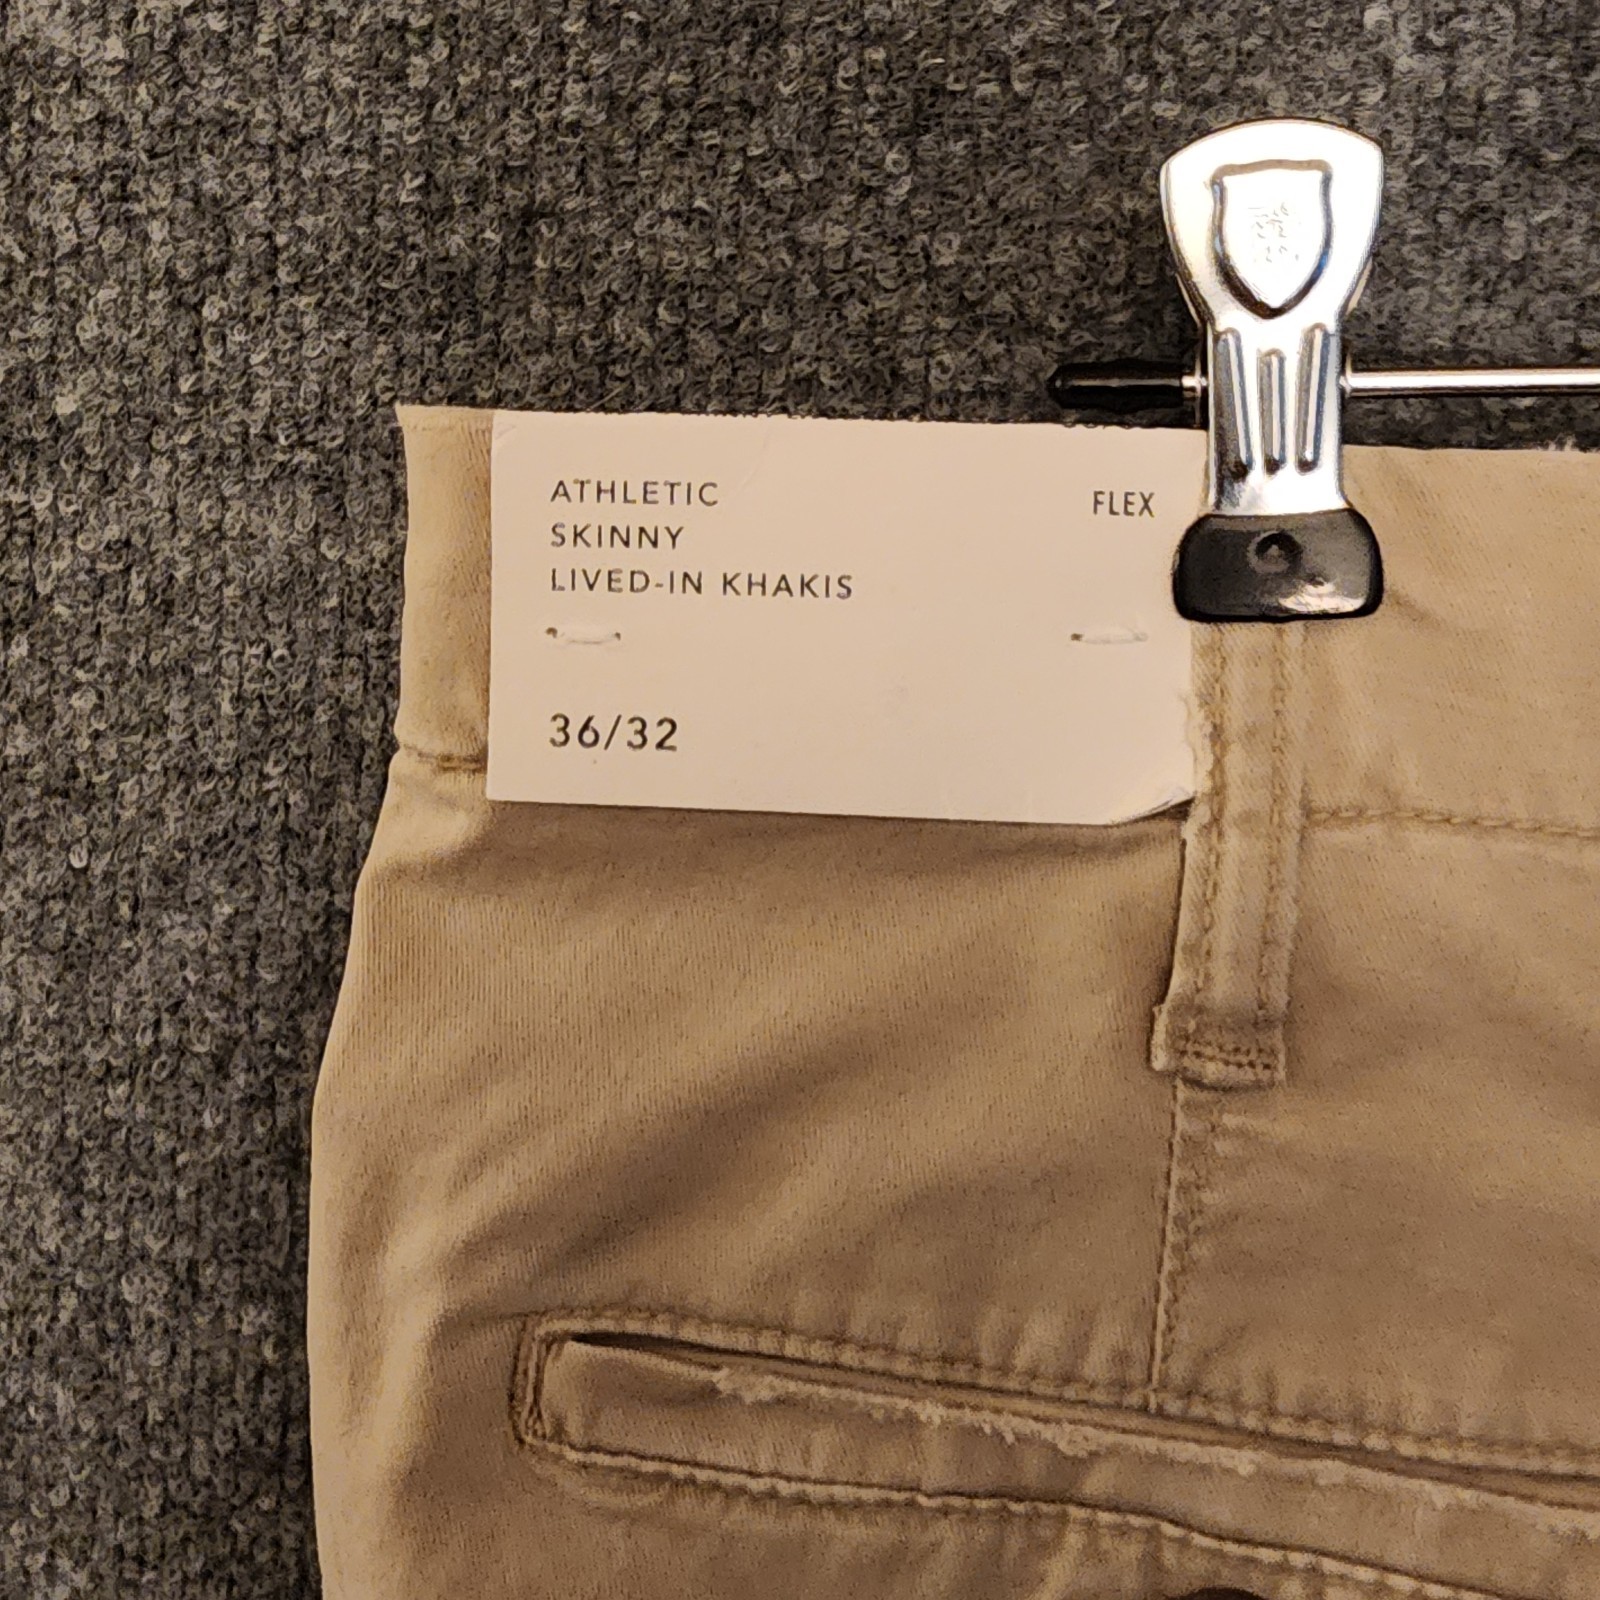 ATHLETIC
SKINNY
LIVED-IN KHAKIS
FLEX
36/32